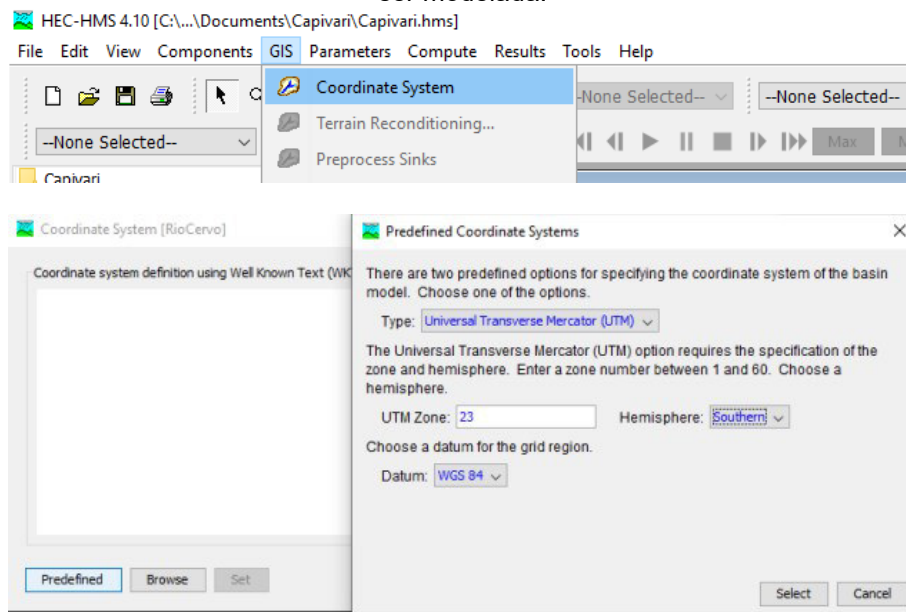 HEC-HMS 4.10 [C:\...\Documents\Capivari\Capivari.hms]
File Edit View Components GIS Parameters Compute Results Tools Help
Coordinate System
-None Selected-- --None Selected--
Terrain Reconditioning...
--None Selected-- Max
Preprocess Sinks
Capivari
Coordinate System [RioCervo]
Coordinate system definition using Well Known Text (WK
Predefined Browse Set
Predefined Coordinate Systems
There are two predefined options for specifying the coordinate system of the basin
model. Choose one of the options.
Type: Universal Transverse Mercator (UTM)
The Universal Transverse Mercator (UTM) option requires the specification of the
zone and hemisphere. Enter a zone number between 1 and 60. Choose a
hemisphere.
UTM Zone: 23 Hemisphere: Southern
Choose a datum for the grid region.
Datum: WGS 84
Select Cancel